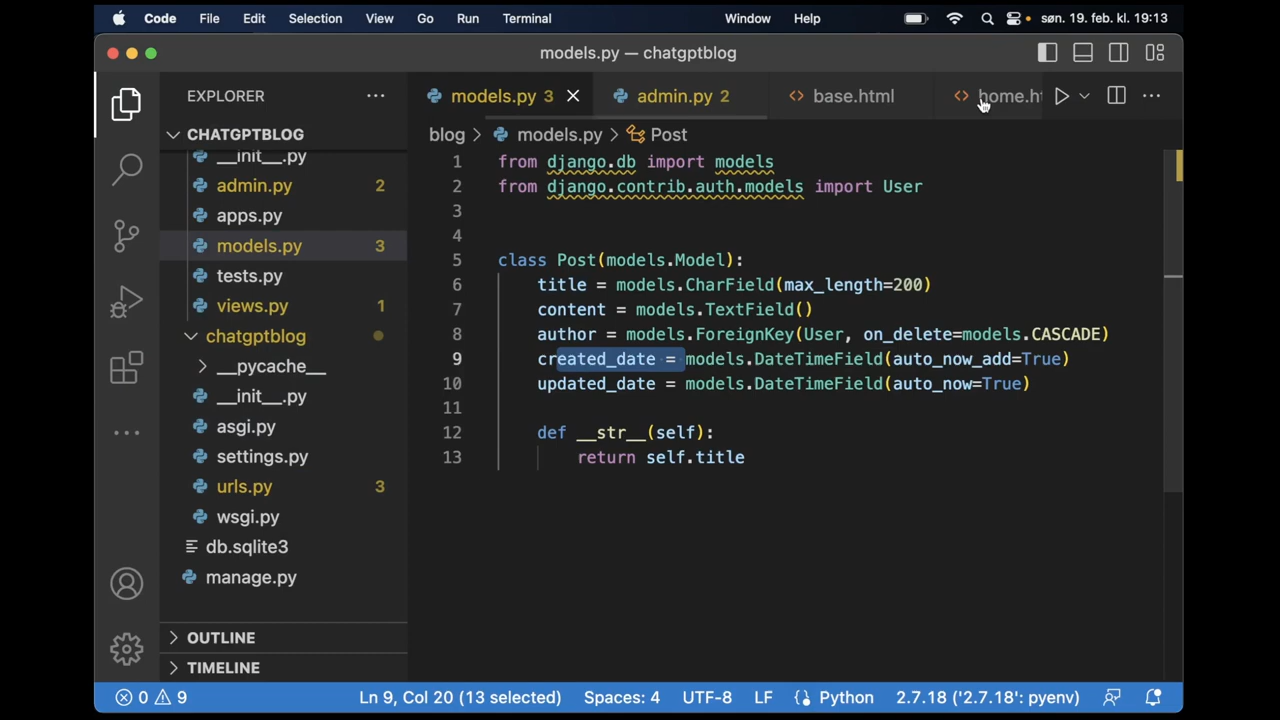 Code File Edit Selection View Go Run Terminal Window Help søn. 19. feb. kl. 19:13
models.py — chatgptblog
EXPLORER
models.py 3
admin.py 2
base.html
home.ht
CHATGPTBLOG
__init__.py
admin.py 2
apps.py
models.py 3
tests.py
views.py 1
chatgptblog
__pycache__
__init__.py
asgi.py
settings.py
urls.py 3
wsgi.py
db.sqlite3
manage.py
OUTLINE
TIMELINE
blog > models.py > Post
1 from django.db import models
2 from django.contrib.auth.models import User
3
4
5 class Post(models.Model):
6 title = models.CharField(max_length=200)
7 content = models.TextField()
8 author = models.ForeignKey(User, on_delete=models.CASCADE)
9 created_date = models.DateTimeField(auto_now_add=True)
10 updated_date = models.DateTimeField(auto_now=True)
11
12 def __str__(self):
13 return self.title
0 9 Ln 9, Col 20 (13 selected) Spaces: 4 UTF-8 LF {} Python 2.7.18 ('2.7.18': pyenv)